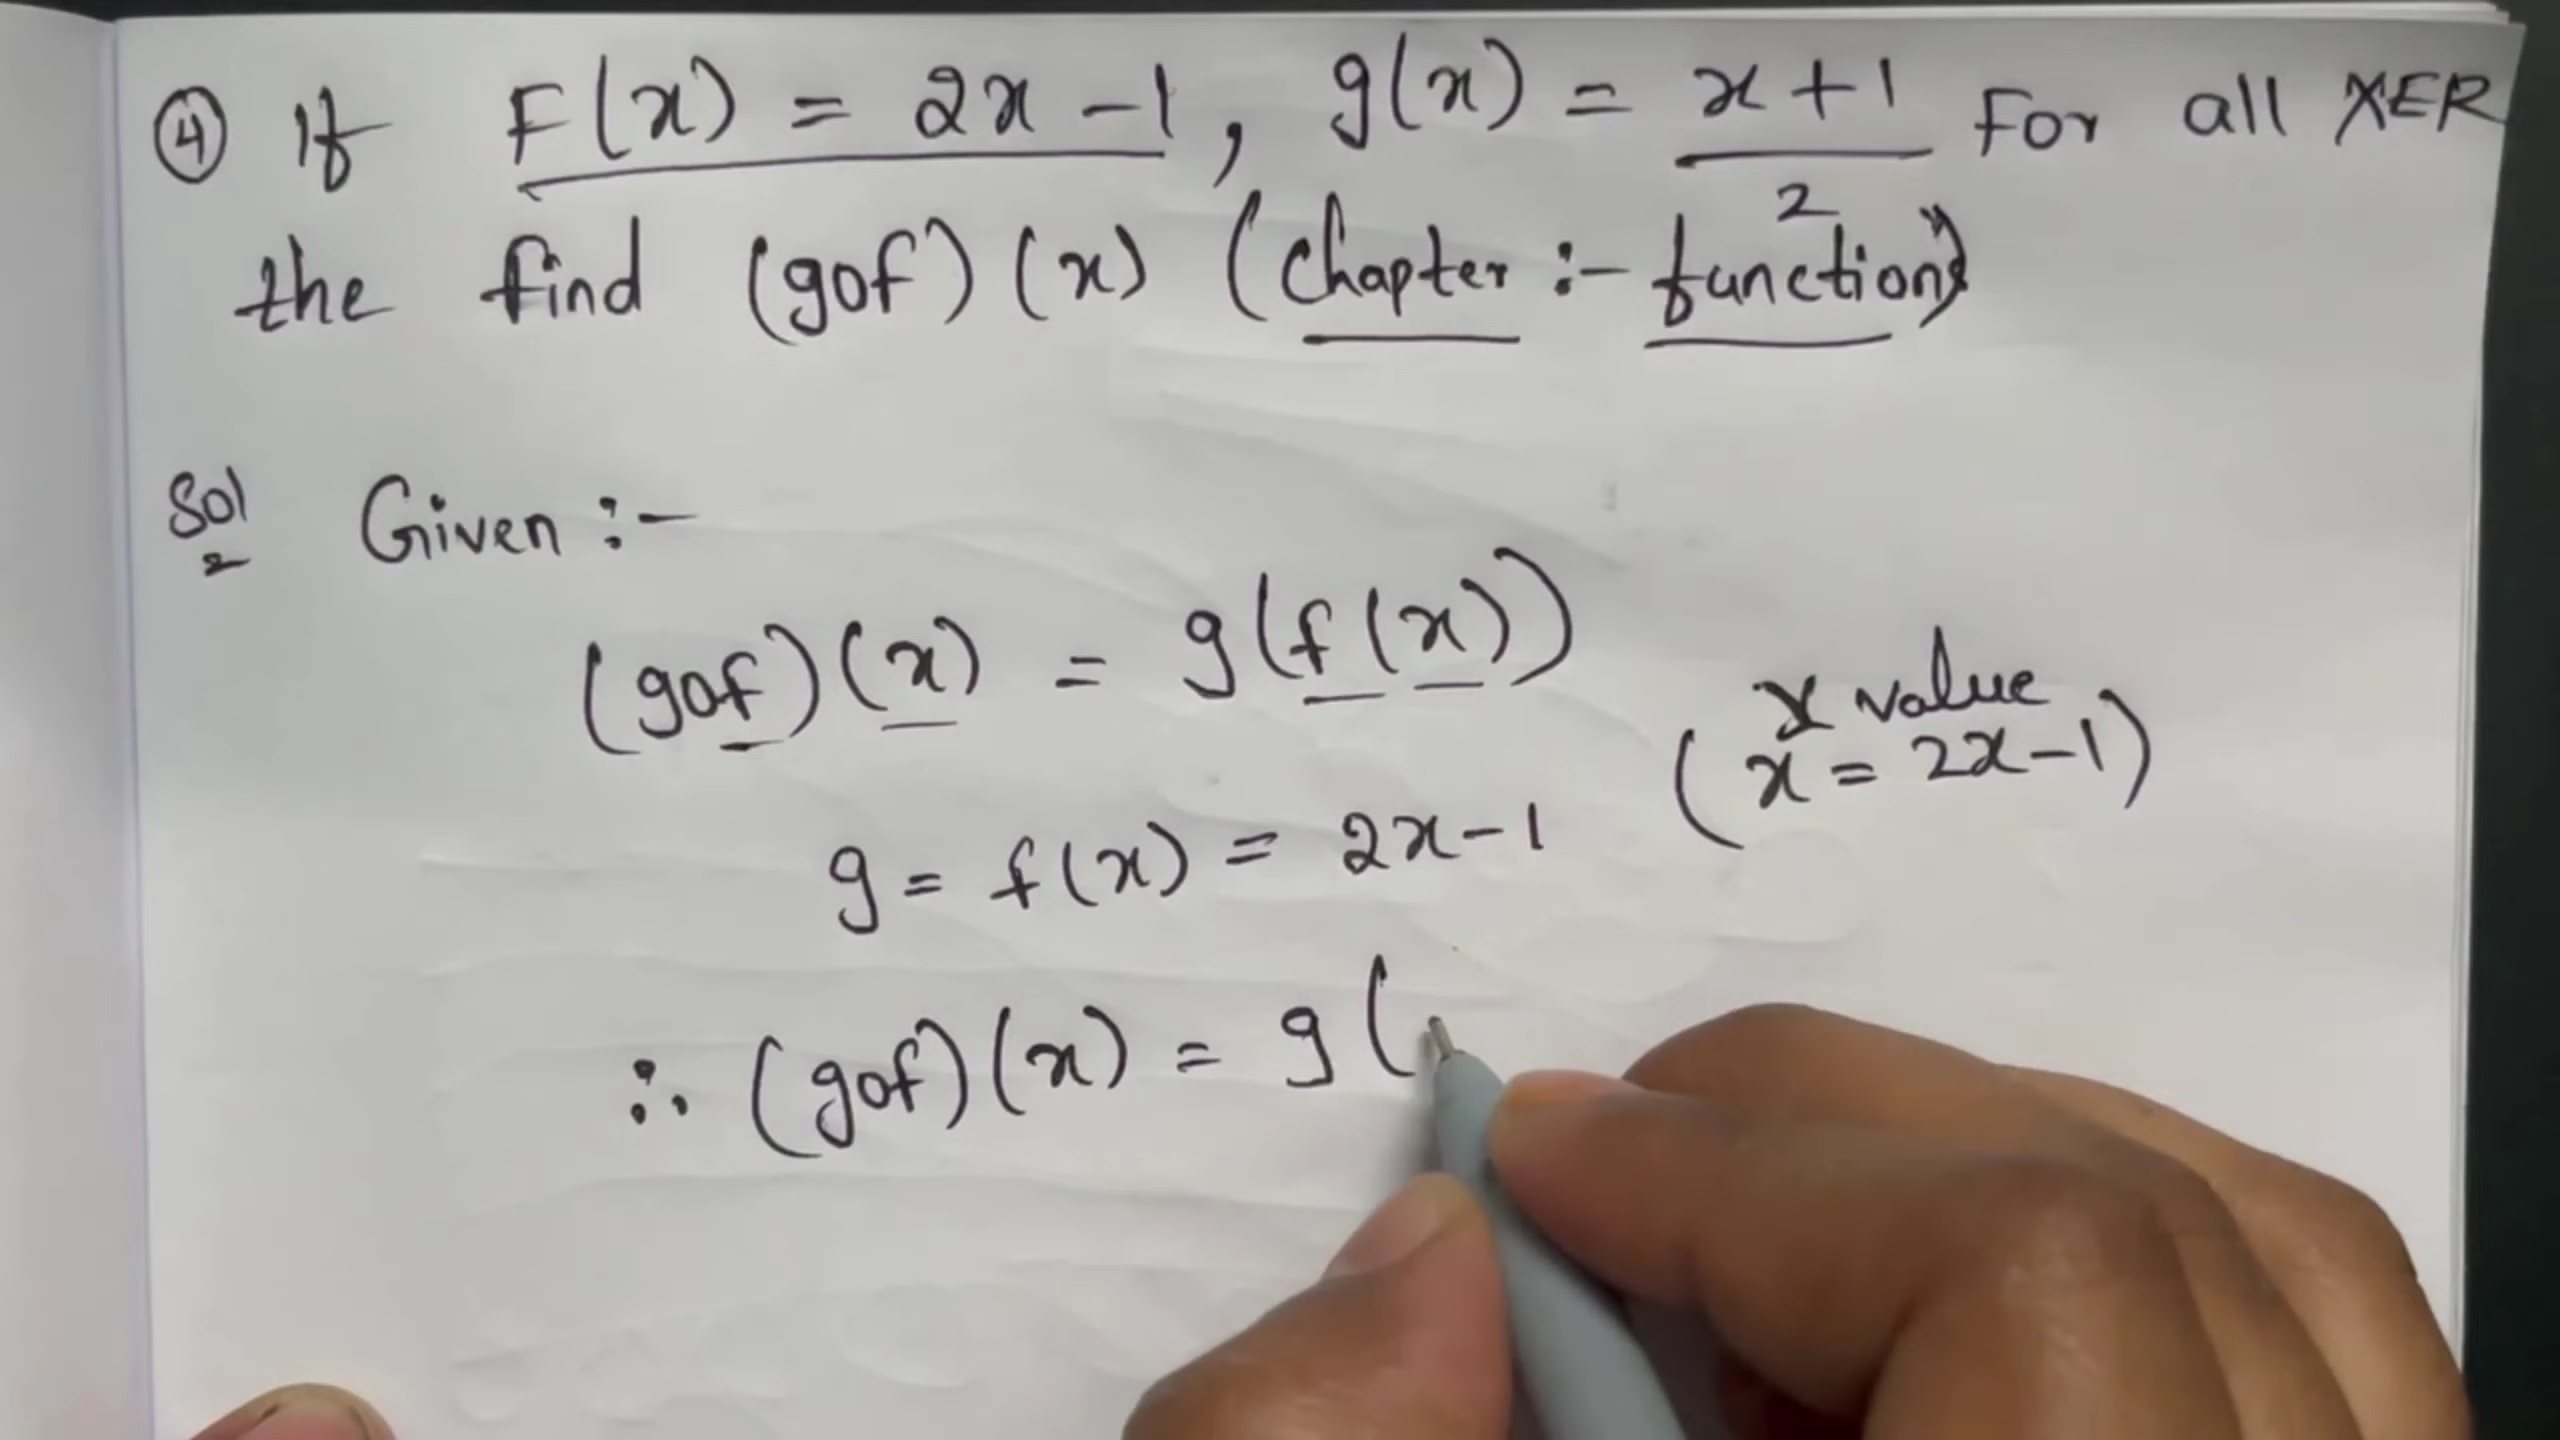 ④ If F(x) = 2x - 1, g(x) = x+1/2 For all XER
the find (gof)(x) (Chapter :- functions)
Sol Given :-
(gof)(x) = g(f(x))
x value
(x = 2x-1)
g = f(x) = 2x-1
∴ (gof)(x) = g(